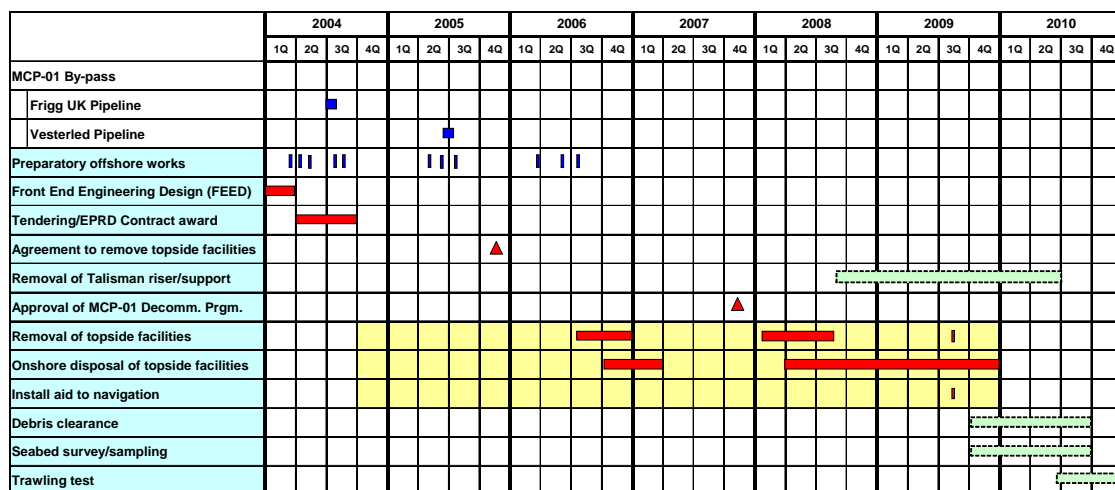 2004 2005 2006 2007 2008 2009 2010
1Q 2Q 3Q 4Q 1Q 2Q 3Q 4Q 1Q 2Q 3Q 4Q 1Q 2Q 3Q 4Q 1Q 2Q 3Q 4Q 1Q 2Q 3Q 4Q 1Q 2Q 3Q 4Q
MCP-01 By-pass
Frigg UK Pipeline
Vesterled Pipeline
Preparatory offshore works
Front End Engineering Design (FEED)
Tendering/EPRD Contract award
Agreement to remove topside facilities
Removal of Talisman riser/support
Approval of MCP-01 Decomm. Prgm.
Removal of topside facilities
Onshore disposal of topside facilities
Install aid to navigation
Debris clearance
Seabed survey/sampling
Trawling test